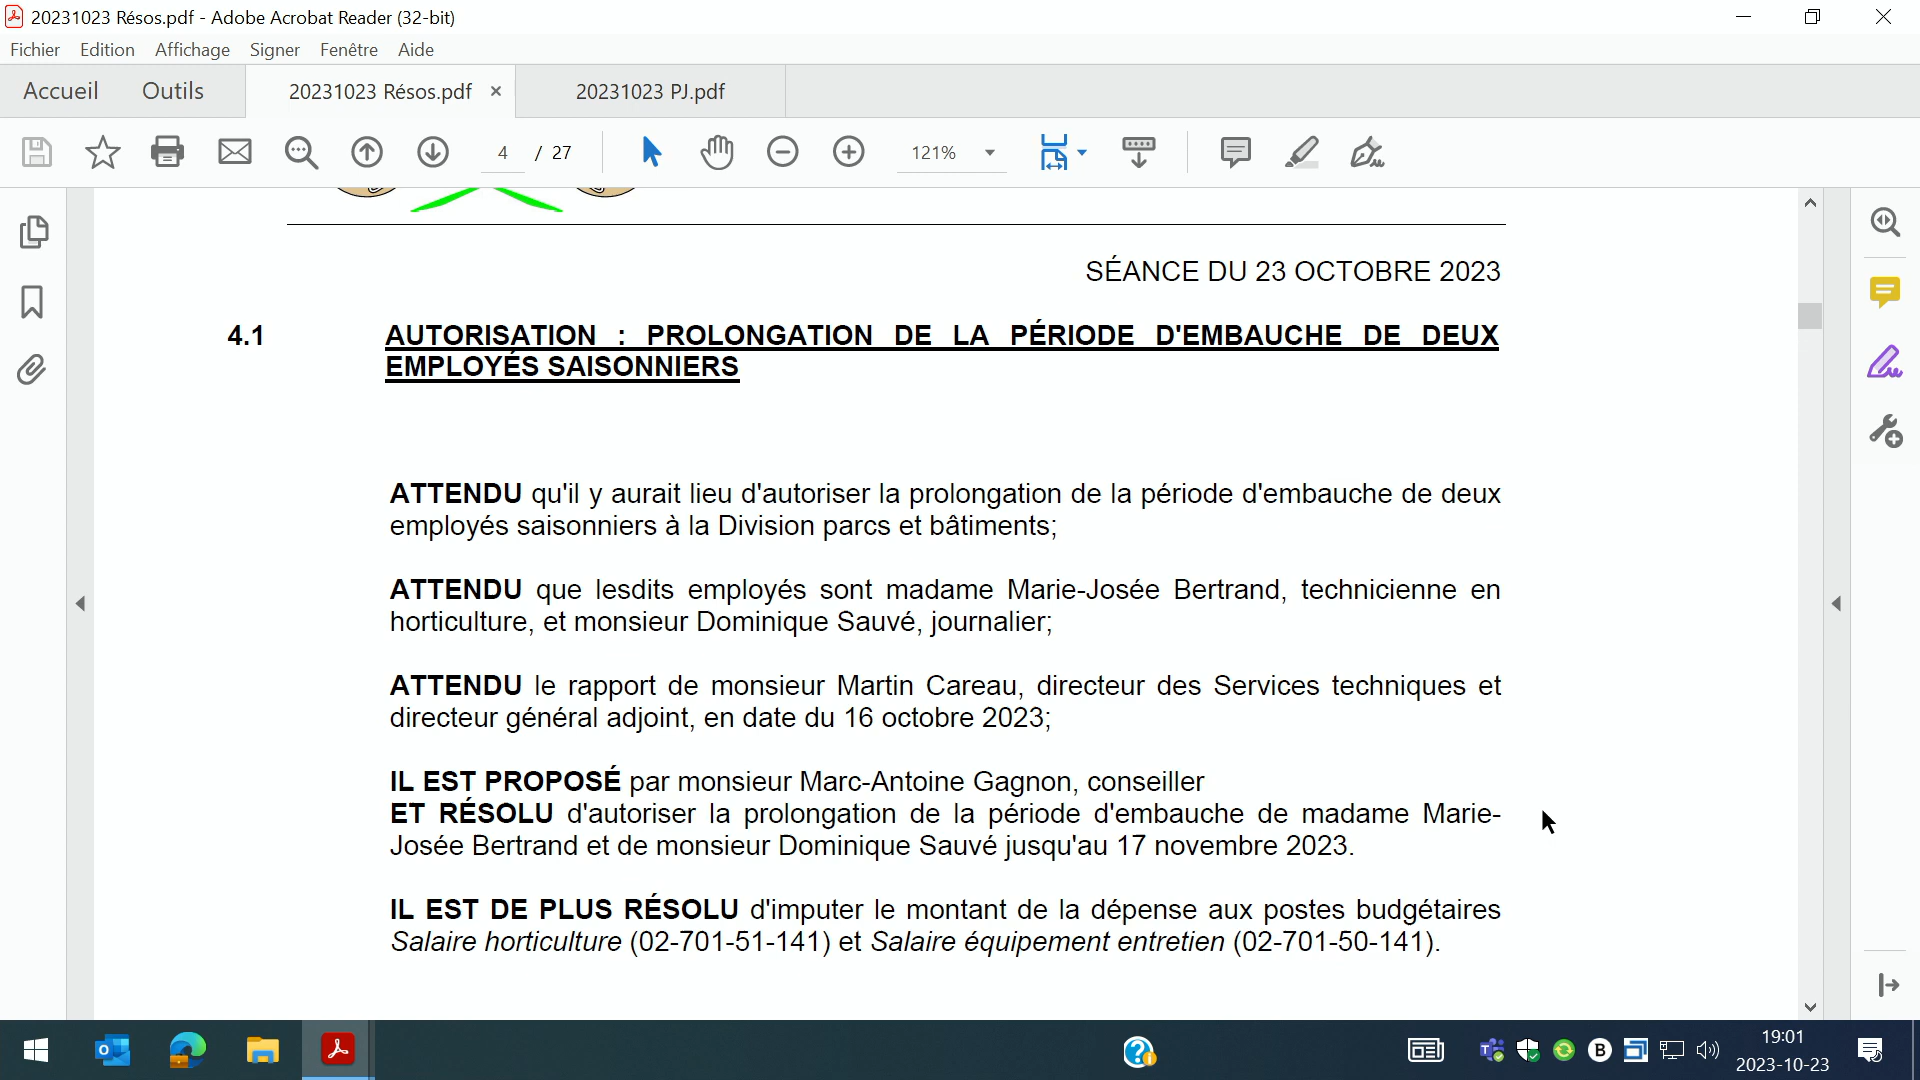 20231023 Résos.pdf - Adobe Acrobat Reader (32-bit)
Fichier Edition Affichage Signer Fenêtre Aide
Accueil Outils 20231023 Résos.pdf × 20231023 PJ.pdf
4 / 27 121%
SÉANCE DU 23 OCTOBRE 2023
4.1 AUTORISATION : PROLONGATION DE LA PÉRIODE D'EMBAUCHE DE DEUX
EMPLOYÉS SAISONNIERS
ATTENDU qu'il y aurait lieu d'autoriser la prolongation de la période d'embauche de deux
employés saisonniers à la Division parcs et bâtiments;
ATTENDU que lesdits employés sont madame Marie-Josée Bertrand, technicienne en
horticulture, et monsieur Dominique Sauvé, journalier;
ATTENDU le rapport de monsieur Martin Careau, directeur des Services techniques et
directeur général adjoint, en date du 16 octobre 2023;
IL EST PROPOSÉ par monsieur Marc-Antoine Gagnon, conseiller
ET RÉSOLU d'autoriser la prolongation de la période d'embauche de madame Marie-
Josée Bertrand et de monsieur Dominique Sauvé jusqu'au 17 novembre 2023.
IL EST DE PLUS RÉSOLU d'imputer le montant de la dépense aux postes budgétaires
Salaire horticulture (02-701-51-141) et Salaire équipement entretien (02-701-50-141).
19:01
2023-10-23